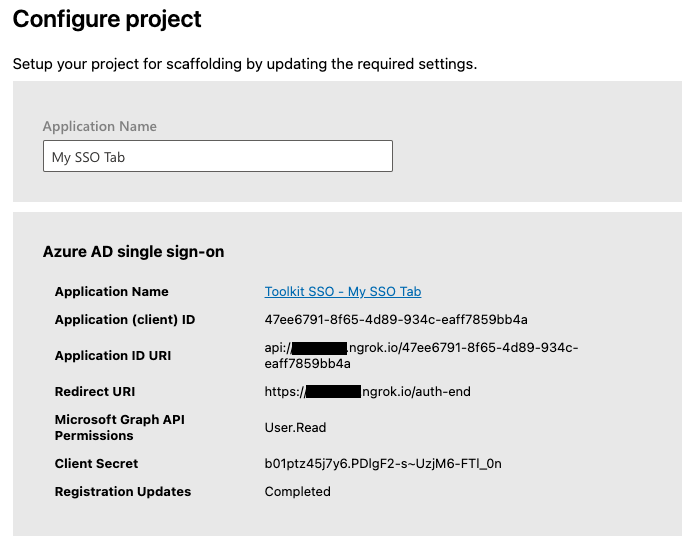 Configure project
Setup your project for scaffolding by updating the required settings.
Application Name
My SSO Tab
Azure AD single sign-on
Application Name Toolkit SSO - My SSO Tab
Application (client) ID 47ee6791-8f65-4d89-934c-eaff7859bb4a
Application ID URI api://.ngrok.io/47ee6791-8f65-4d89-934c-
eaff7859bb4a
Redirect URI https://.ngrok.io/auth-end
Microsoft Graph API
Permissions User.Read
Client Secret b01ptz45j7y6.PDlgF2-s~UzjM6-FTl_0n
Registration Updates Completed